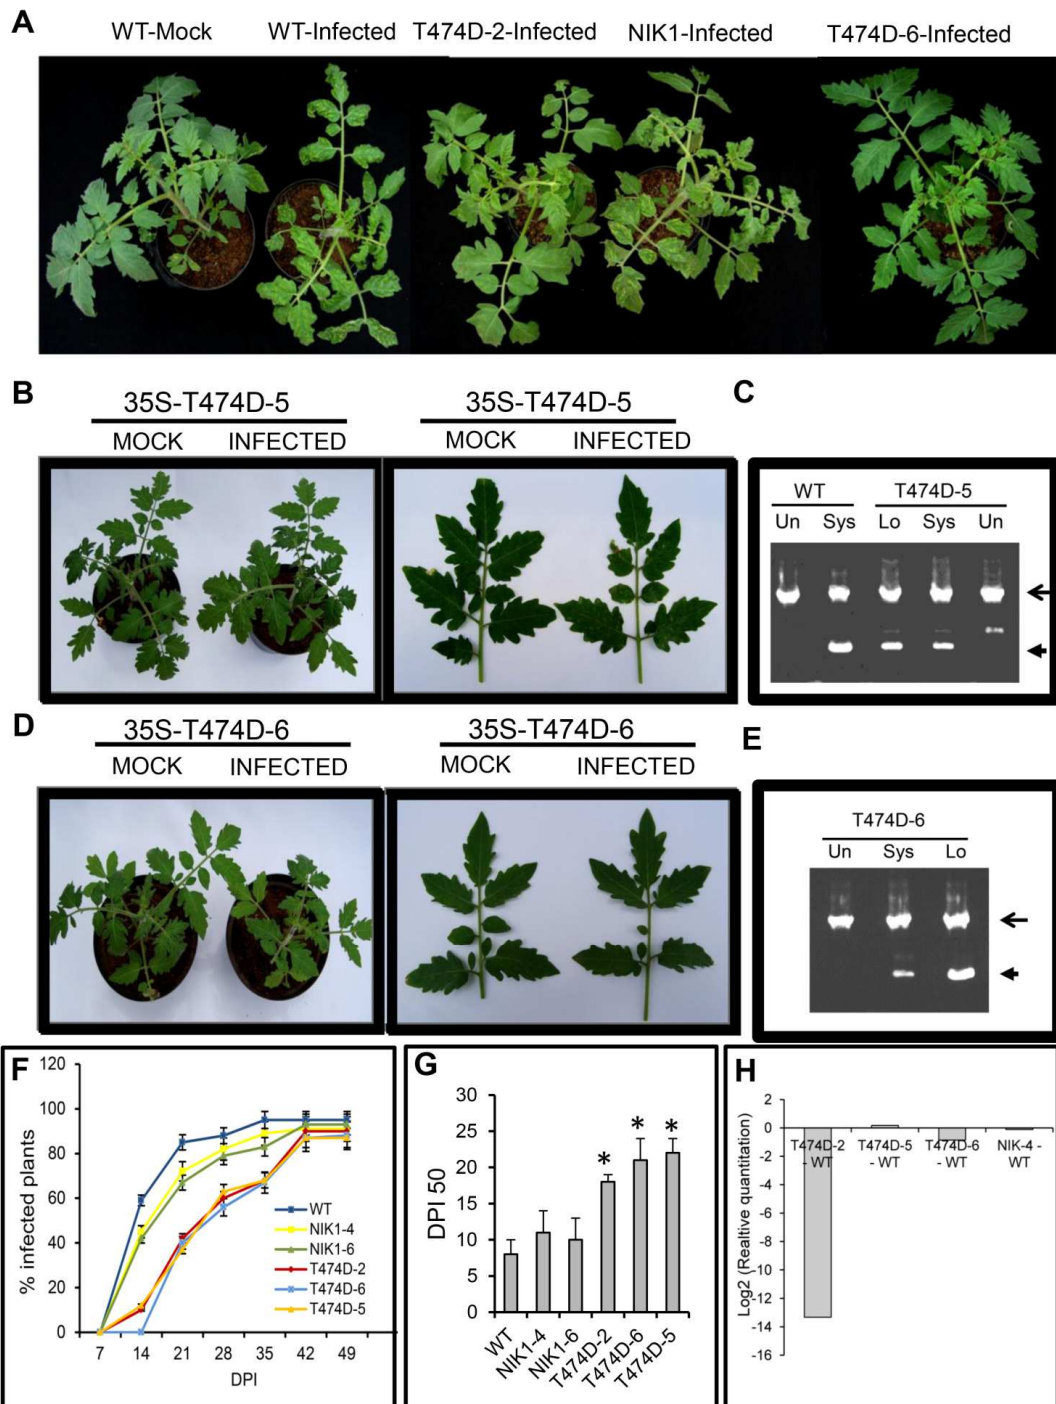 A
WT-Mock WT-Infected T474D-2-Infected NIK1-Infected T474D-6-Infected
B
35S-T474D-5 35S-T474D-5
MOCK INFECTED MOCK INFECTED
C
WT T474D-5
Un Sys Lo Sys Un
D
35S-T474D-6 35S-T474D-6
MOCK INFECTED MOCK INFECTED
E
T474D-6
Un Sys Lo
F
% infected plants
120
100
80
60
40
20
0
7 14 21 28 35 42 49
DPI
WT
NIK1-4
NIK1-6
T474D-2
T474D-6
T474D-5
G
DPI 50
30
25
20
15
10
5
0
* * *
WT NIK1-4 NIK1-6 T474D-2 T474D-6 T474D-5
H
Log2 (Realtive quantitation)
2
0
-2
-4
-6
-8
-10
-12
-14
-16
T474D-2 T474D-5 T474D-6 NIK-4 -
- WT - WT - WT WT